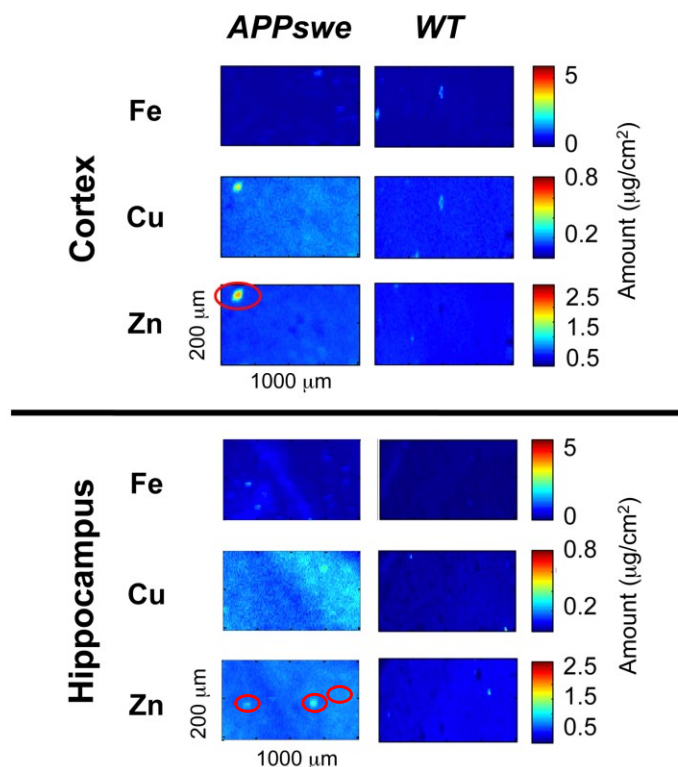 APPswe WT
Cortex
Fe
5
0
Cu
0.8
0.2
Zn
2.5
1.5
0.5
Amount (µg/cm²)
200 µm
1000 µm
Hippocampus
Fe
5
0
Cu
0.8
0.2
Zn
2.5
1.5
0.5
Amount (µg/cm²)
200 µm
1000 µm